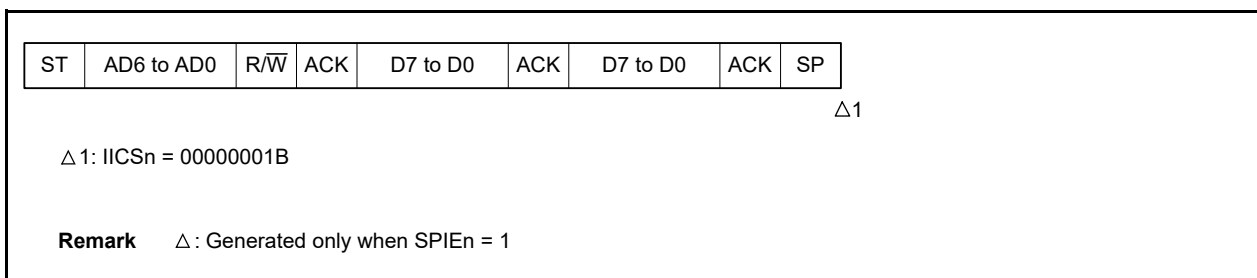 ST AD6 to AD0 R/W̅ ACK D7 to D0 ACK D7 to D0 ACK SP
△1
△1: IICSn = 00000001B
Remark △: Generated only when SPIEn = 1